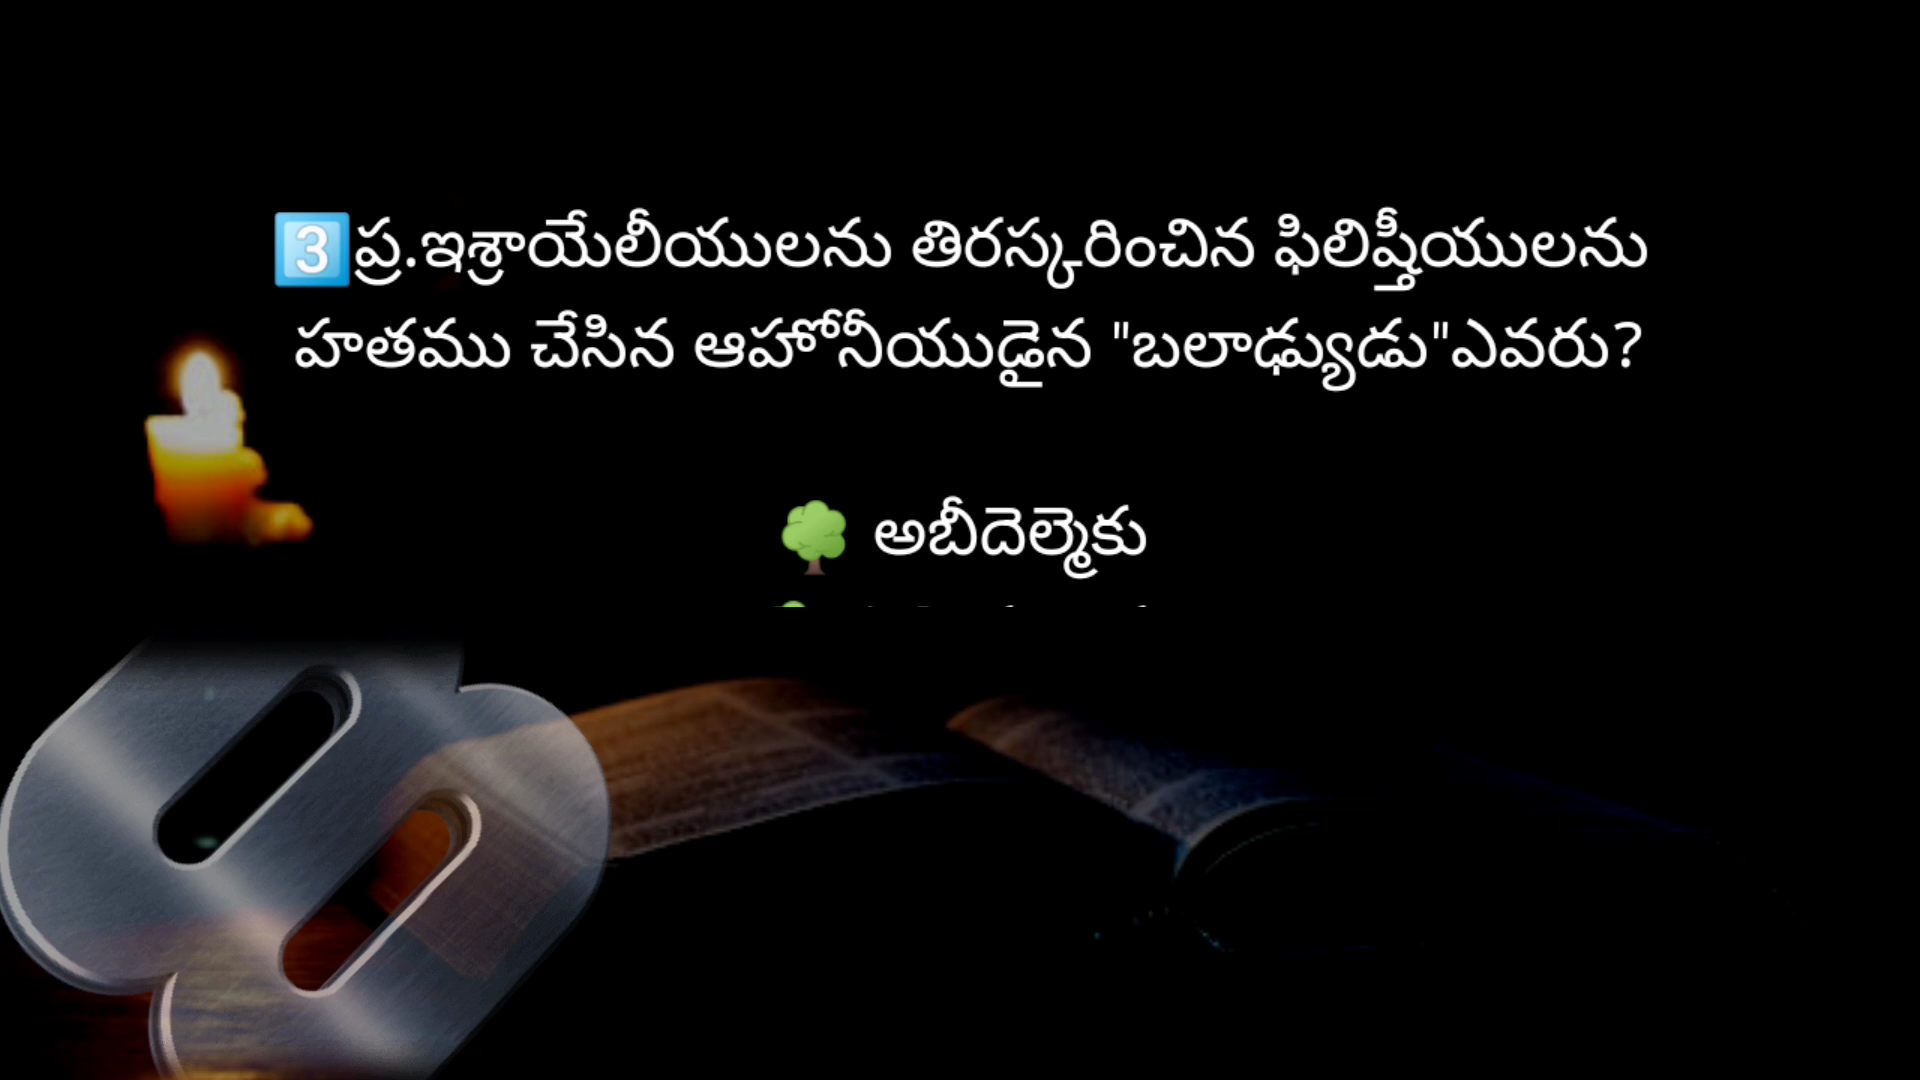 3️⃣ప్ర.ఇశ్రాయేలీయులను తిరస్కరించిన ఫిలిష్తీయులను
హతము చేసిన ఆహోనీయుడైన "బలాఢ్యుడు"ఎవరు?
🌳 అబీదెల్మెకు